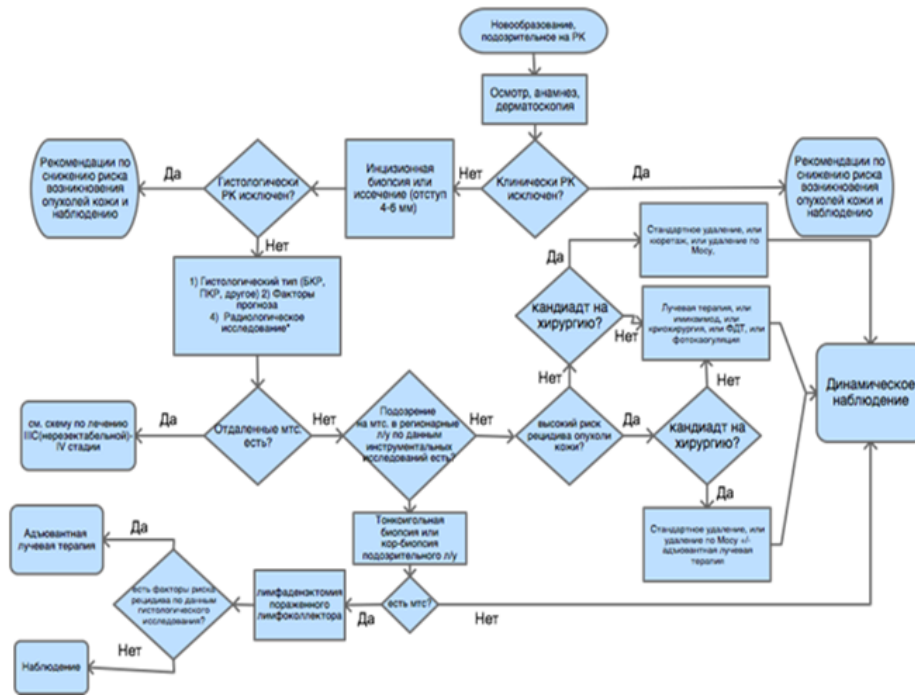 Новообразование,
подозрительное на РК
Осмотр, анамнез,
дерматоскопия
Рекомендации по
снижению риска
возникновения
опухолей кожи и
наблюдению
Да
Гистологически
РК исключен?
Инцизионная
биопсия или
иссечение (отступ
4-6 мм)
Нет
Клинически РК
исключен?
Да
Рекомендации по
снижению риска
возникновения
опухолей кожи и
наблюдению
Нет
Стандартное удаление, или
кюретаж, или удаление по
Мосу,
Да
1) Гистологический тип (БКР,
ПКР, другое) 2) Факторы
прогноза
4) Радиологическое
исследование*
кандиадт на
хирургию?
Нет
Лучевая терапия, или
имихимод, или
криохирургия, или ФДТ, или
фотокаогуляция
Динамическое
наблюдение
Нет
Нет
см. схему по лечению
IIIC(нерезектабельной)-
IV стадии
Да
Отдаленные мтс.
есть?
Нет
Подозрение
на мтс. в регионарные
л/у по данным
инструментальных
исследований есть?
Нет
высокий риск
рецидива опухоли
кожи?
Да
кандиадт на
хирургию?
Да
Тонкоигольная
биопсия или
кор-биопсия
подозрительного л/у
Стандартное удаление, или
удаление по Мосу +/-
адъювантная лучевая
терапия
Адъювантная
лучевая терапия
Да
есть факторы риска
рецидива по данным
гистологического
исследования?
лимфаденэктомия
пораженного
лимфоколлектора
Да
есть мтс?
Нет
Наблюдение
Нет